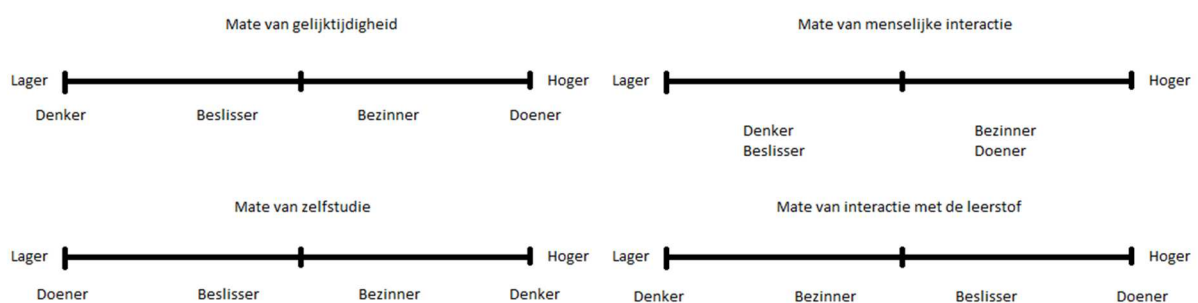 Mate van gelijktijdigheid
Lager Hoger
Denker Beslisser Bezinner Doener
Mate van menselijke interactie
Lager Hoger
Denker Bezinner
Beslisser Doener
Mate van zelfstudie
Lager Hoger
Doener Beslisser Bezinner Denker
Mate van interactie met de leerstof
Lager Hoger
Denker Bezinner Beslisser Doener